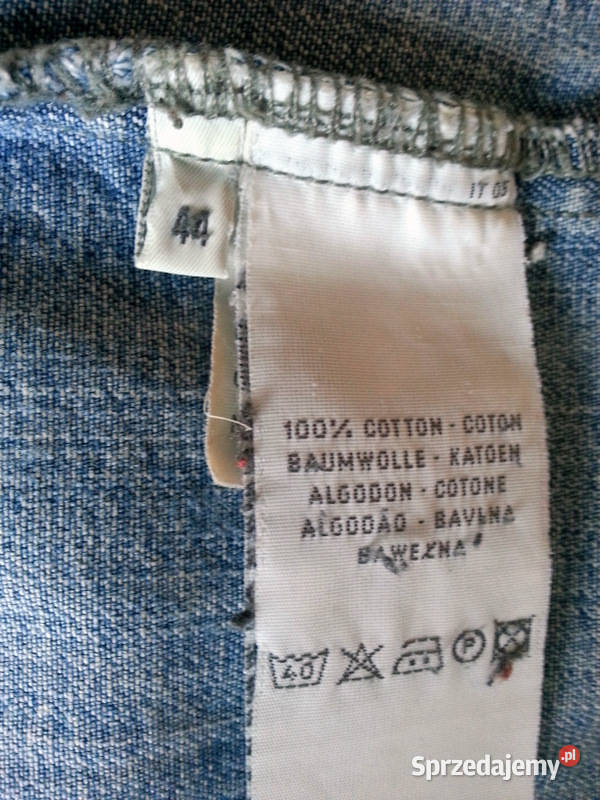 44
IT 05
100% COTTON - COTON
BAUMWOLLE - KATOEN
ALGODON - COTONE
ALGODÃO - BAVLNA
BAWEŁNA
40
P
Sprzedajemy.pl